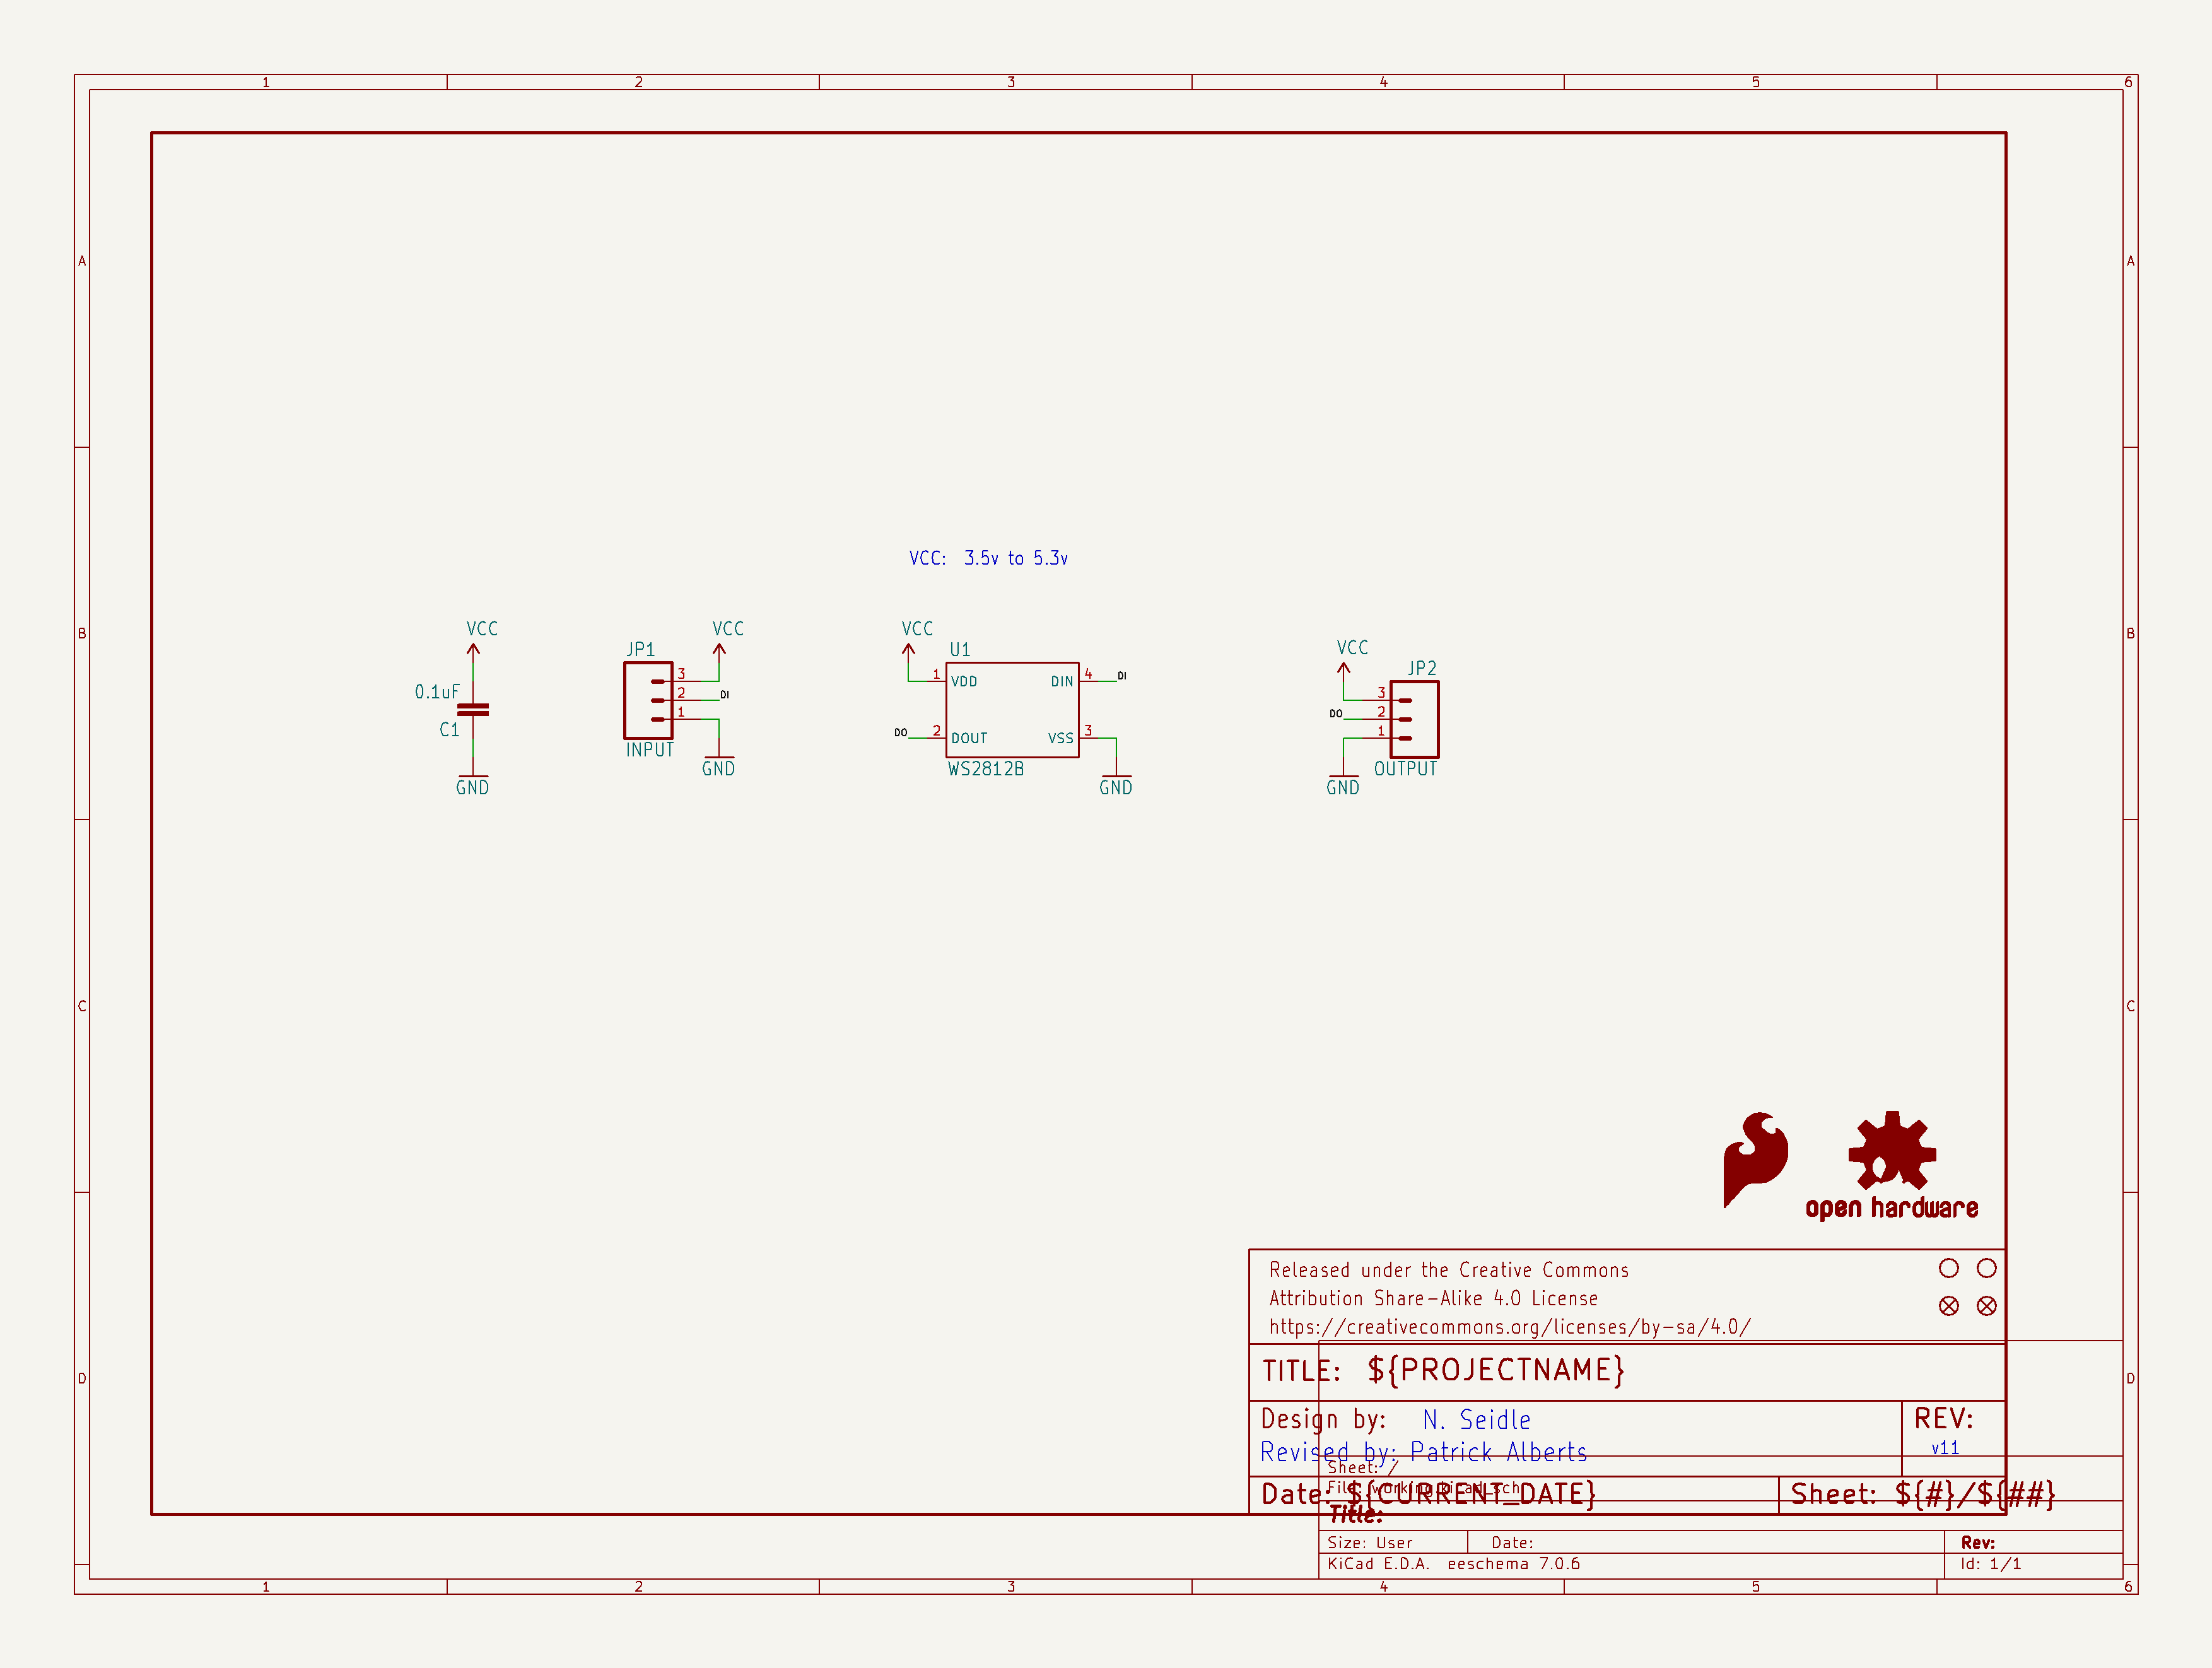 1 2 3 4 5 6
A A
VCC: 3.5v to 5.3v
B B
VCC
0.1uF
C1
GND
JP1
VCC
3
2 DI
1
INPUT
GND
VCC
U1
1 VDD DIN 4 DI
DO 2 DOUT VSS 3
WS2812B
GND
VCC
JP2
3
DO 2
1
OUTPUT
GND
C C
open hardware
Released under the Creative Commons
Attribution Share-Alike 4.0 License
https://creativecommons.org/licenses/by-sa/4.0/
D D
TITLE: ${PROJECTNAME}
Design by: N. Seidle
REV:
Revised by: Patrick Alberts
v11
Sheet: /
File: working.kicad_sch
Date: ${CURRENT_DATE}
Sheet: ${#}/${##}
Title:
Size: User Date: Rev:
KiCad E.D.A. eeschema 7.0.6 Id: 1/1
1 2 3 4 5 6